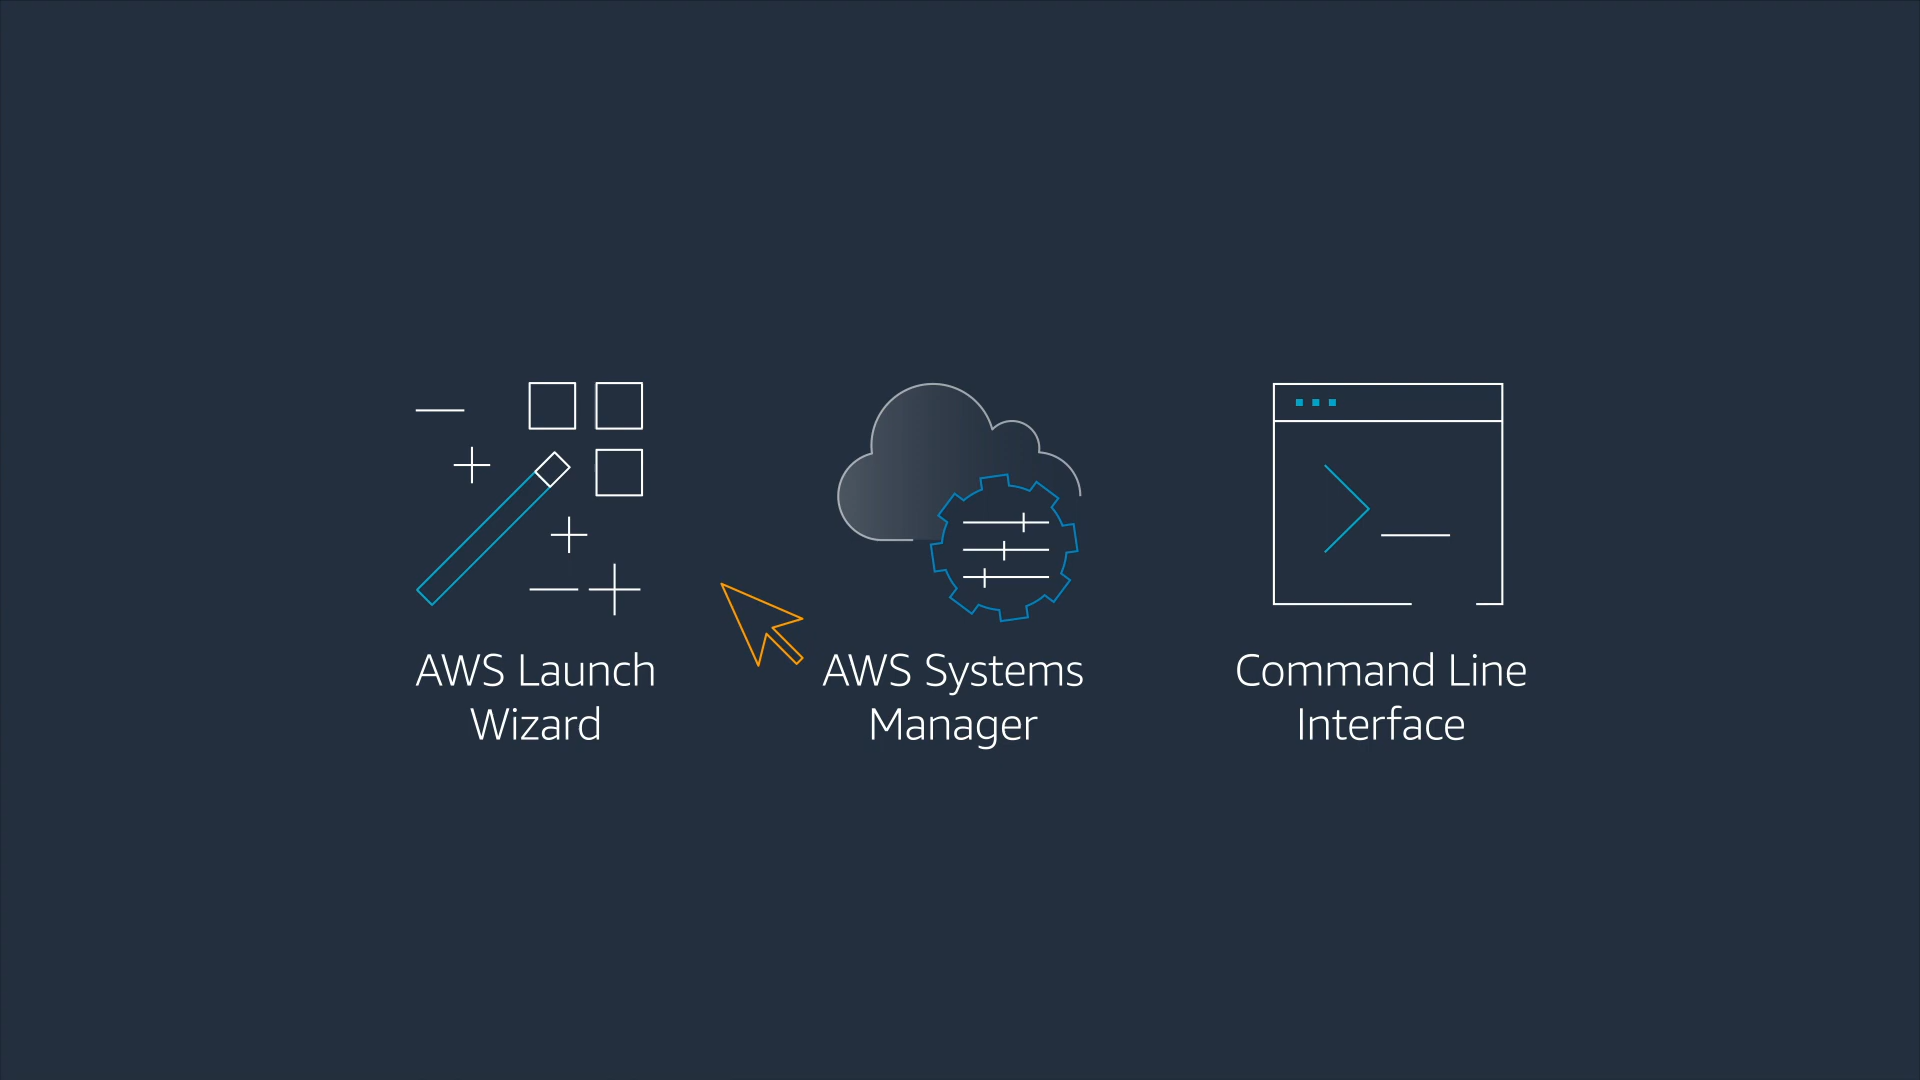 AWS Launch
Wizard
AWS Systems
Manager
Command Line
Interface